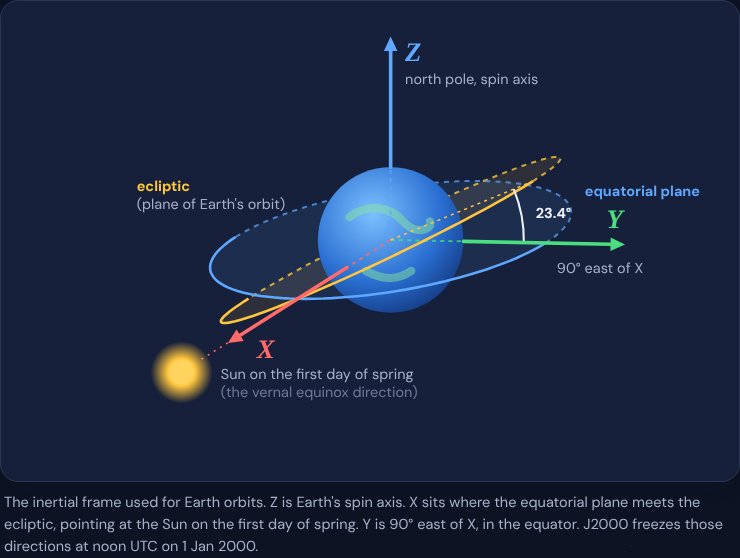 Z
north pole, spin axis
ecliptic
(plane of Earth's orbit)
equatorial plane
23.4°
Y
90° east of X
X
Sun on the first day of spring
(the vernal equinox direction)
The inertial frame used for Earth orbits. Z is Earth's spin axis. X sits where the equatorial plane meets the
ecliptic, pointing at the Sun on the first day of spring. Y is 90° east of X, in the equator. J2000 freezes those
directions at noon UTC on 1 Jan 2000.